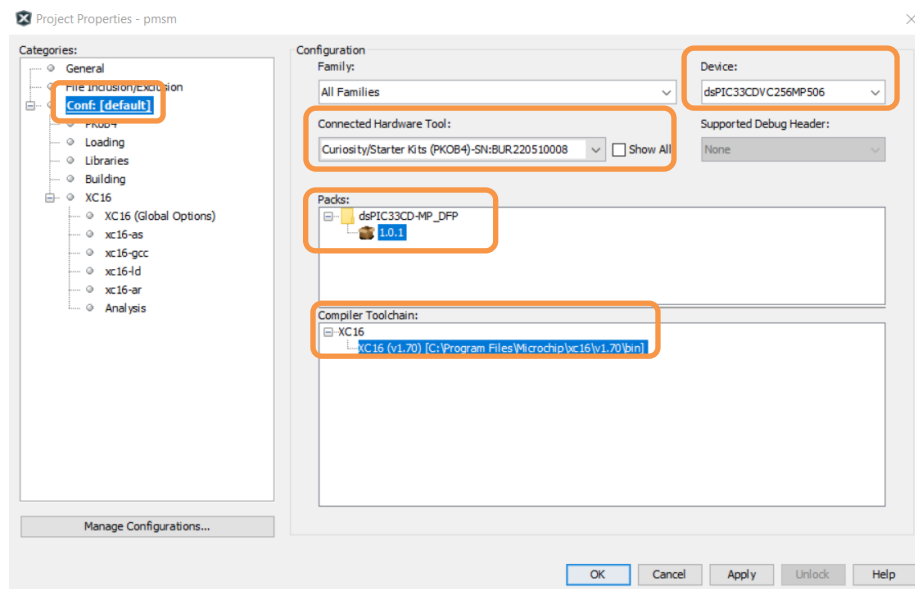 Project Properties - pmsm
Categories:
General
File Inclusion/Exclusion
Conf: [default]
PKOB4
Loading
Libraries
Building
XC16
XC16 (Global Options)
xc16-as
xc16-gcc
xc16-ld
xc16-ar
Analysis
Manage Configurations...
Configuration
Family:
All Families
Device:
dsPIC33CDVC256MP506
Connected Hardware Tool:
Curiosity/Starter Kits (PKOB4)-SN:BUR220510008
Show All
Supported Debug Header:
None
Packs:
dsPIC33CD-MP_DFP
1.0.1
Compiler Toolchain:
XC16
XC16 (v1.70) [C:\Program Files\Microchip\xc16\v1.70\bin]
OK
Cancel
Apply
Unlock
Help